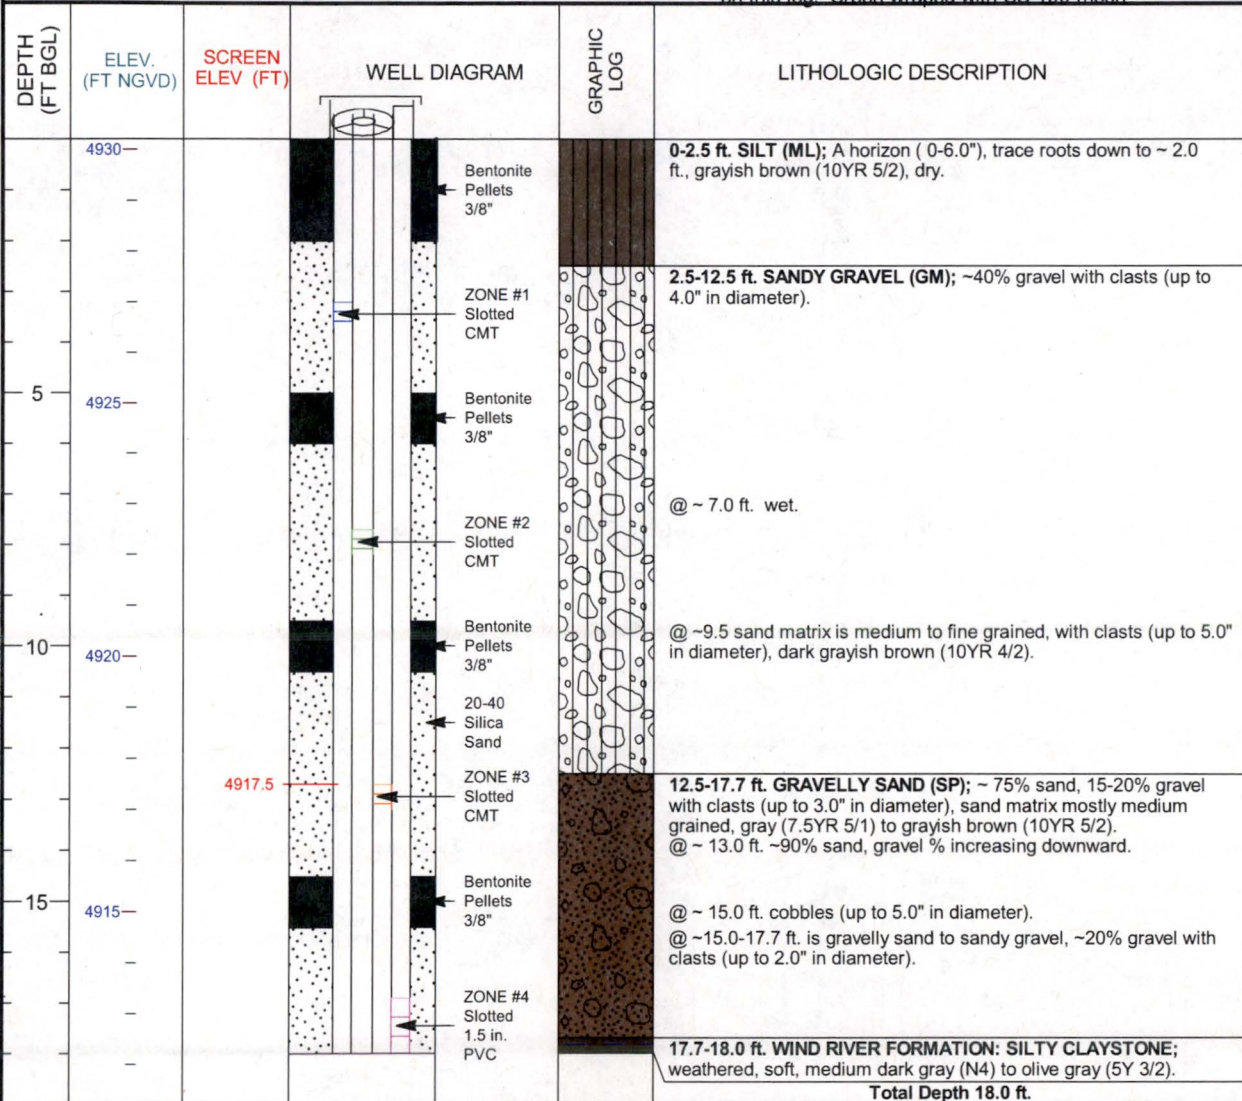 DEPTH
(FT BGL)
ELEV.
(FT NGVD)
SCREEN
ELEV (FT)
WELL DIAGRAM
GRAPHIC
LOG
LITHOLOGIC DESCRIPTION
4930
Bentonite
Pellets
3/8"
0-2.5 ft. SILT (ML); A horizon ( 0-6.0"), trace roots down to ~ 2.0
ft., grayish brown (10YR 5/2), dry.
ZONE #1
Slotted
CMT
2.5-12.5 ft. SANDY GRAVEL (GM); ~40% gravel with clasts (up to
4.0" in diameter).
5
4925
Bentonite
Pellets
3/8"
ZONE #2
Slotted
CMT
@ ~ 7.0 ft. wet.
10
4920
Bentonite
Pellets
3/8"
@ ~9.5 sand matrix is medium to fine grained, with clasts (up to 5.0"
in diameter), dark grayish brown (10YR 4/2).
20-40
Silica
Sand
4917.5
ZONE #3
Slotted
CMT
12.5-17.7 ft. GRAVELLY SAND (SP); ~ 75% sand, 15-20% gravel
with clasts (up to 3.0" in diameter), sand matrix mostly medium
grained, gray (7.5YR 5/1) to grayish brown (10YR 5/2).
@ ~ 13.0 ft. ~90% sand, gravel % increasing downward.
15
4915
Bentonite
Pellets
3/8"
@ ~ 15.0 ft. cobbles (up to 5.0" in diameter).
@ ~15.0-17.7 ft. is gravelly sand to sandy gravel, ~20% gravel with
clasts (up to 2.0" in diameter).
ZONE #4
Slotted
1.5 in.
PVC
17.7-18.0 ft. WIND RIVER FORMATION: SILTY CLAYSTONE;
weathered, soft, medium dark gray (N4) to olive gray (5Y 3/2).
Total Depth 18.0 ft.